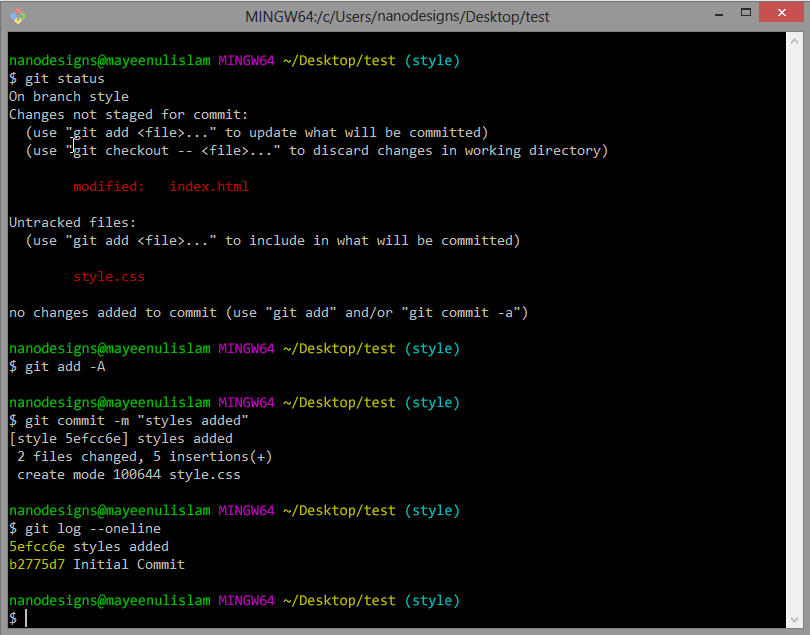 MINGW64:/c/Users/nanodesigns/Desktop/test
nanodesigns@mayeenulislam MINGW64 ~/Desktop/test (style)
$ git status
On branch style
Changes not staged for commit:
  (use "git add <file>..." to update what will be committed)
  (use "git checkout -- <file>..." to discard changes in working directory)
        modified:   index.html
Untracked files:
  (use "git add <file>..." to include in what will be committed)
        style.css
no changes added to commit (use "git add" and/or "git commit -a")
nanodesigns@mayeenulislam MINGW64 ~/Desktop/test (style)
$ git add -A
nanodesigns@mayeenulislam MINGW64 ~/Desktop/test (style)
$ git commit -m "styles added"
[style 5efcc6e] styles added
 2 files changed, 5 insertions(+)
 create mode 100644 style.css
nanodesigns@mayeenulislam MINGW64 ~/Desktop/test (style)
$ git log --oneline
5efcc6e styles added
b2775d7 Initial Commit
nanodesigns@mayeenulislam MINGW64 ~/Desktop/test (style)
$